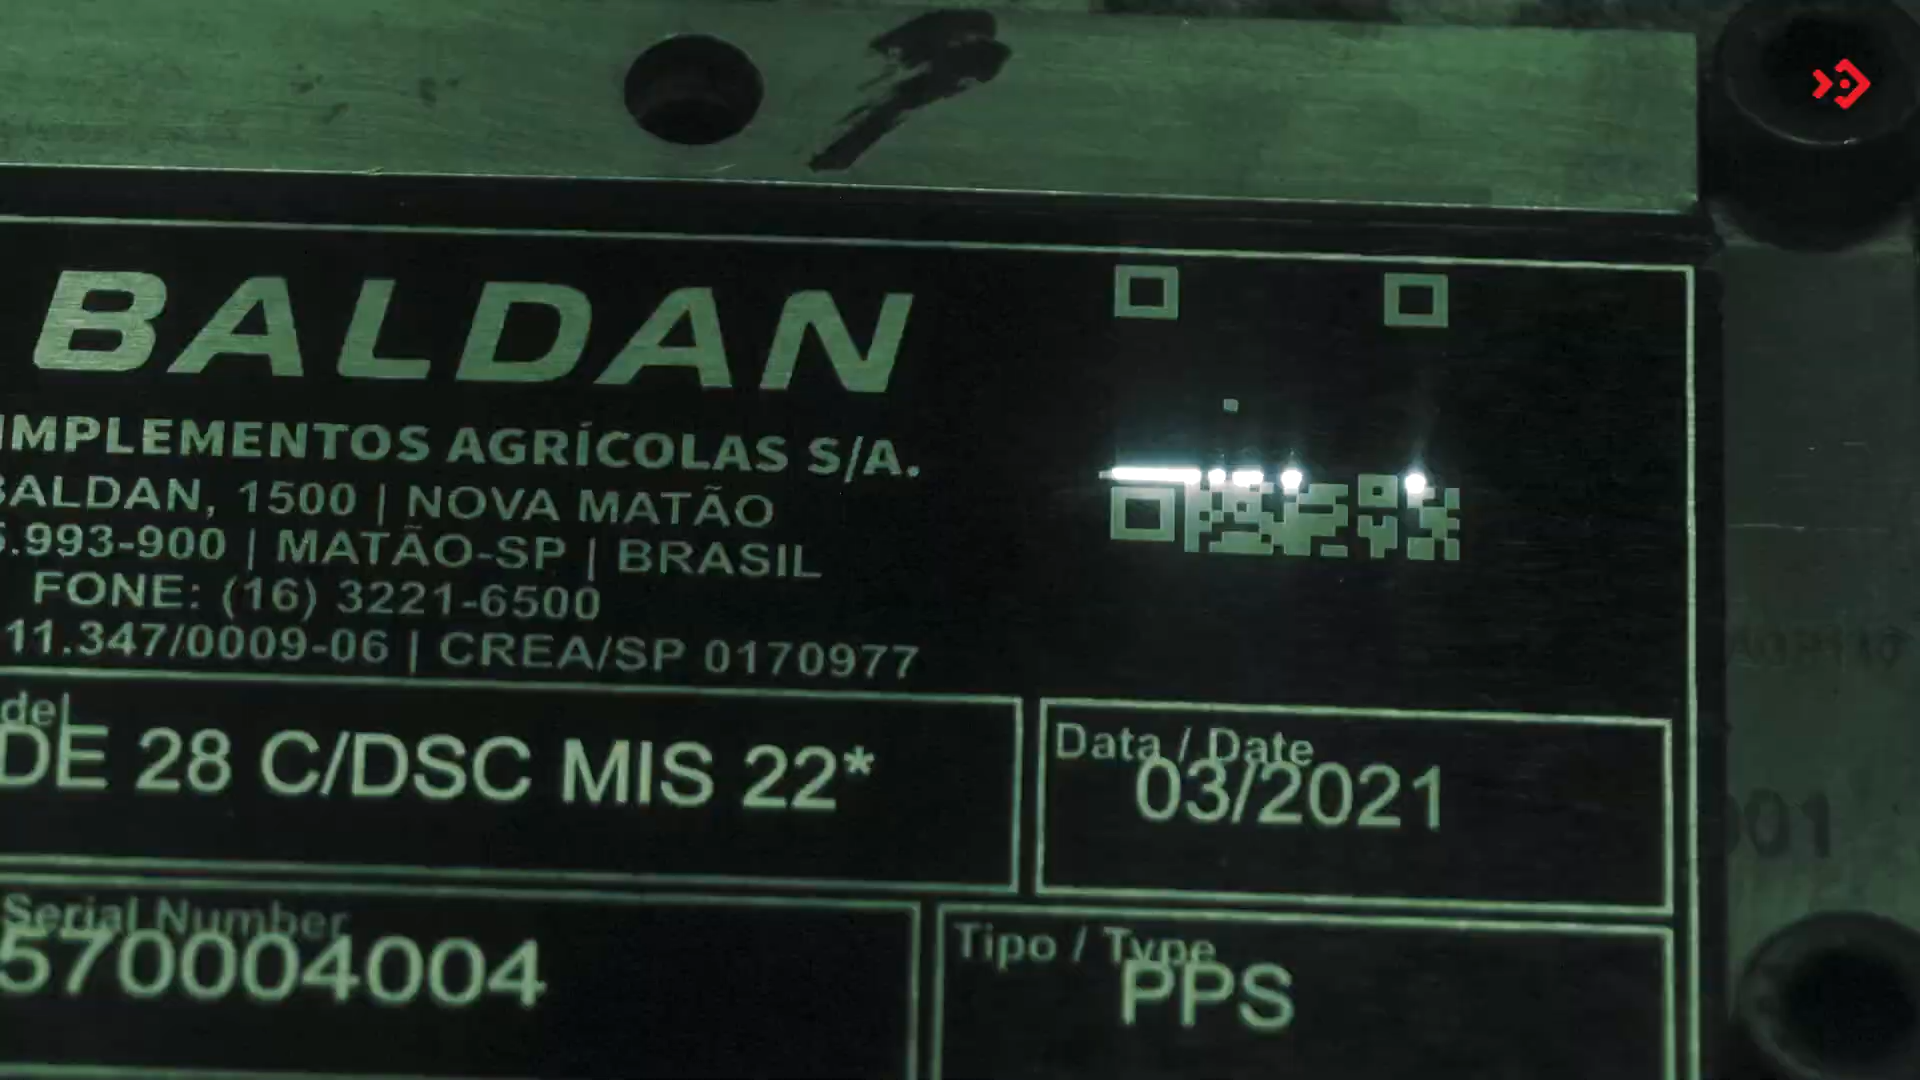 BALDAN
IMPLEMENTOS AGRÍCOLAS S/A.
BALDAN, 1500 | NOVA MATÃO
5.993-900 | MATÃO-SP | BRASIL
FONE: (16) 3221-6500
11.347/0009-06 | CREA/SP 0170977
del
DE 28 C/DSC MIS 22*
Data / Date
03/2021
Serial Number
570004004
Tipo / Type
PPS